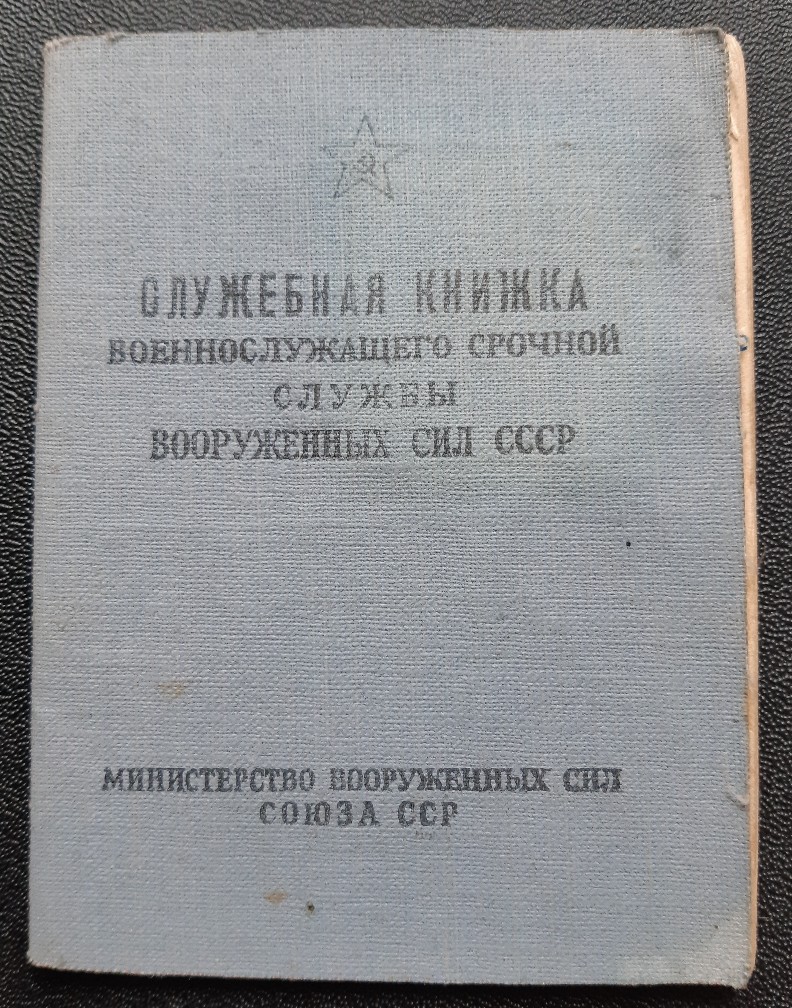 СЛУЖЕБНАЯ КНИЖКА
ВОЕННОСЛУЖАЩЕГО СРОЧНОЙ
СЛУЖБЫ
ВООРУЖЕННЫХ СИЛ СССР
МИНИСТЕРСТВО ВООРУЖЕННЫХ СИЛ
СОЮЗА ССР